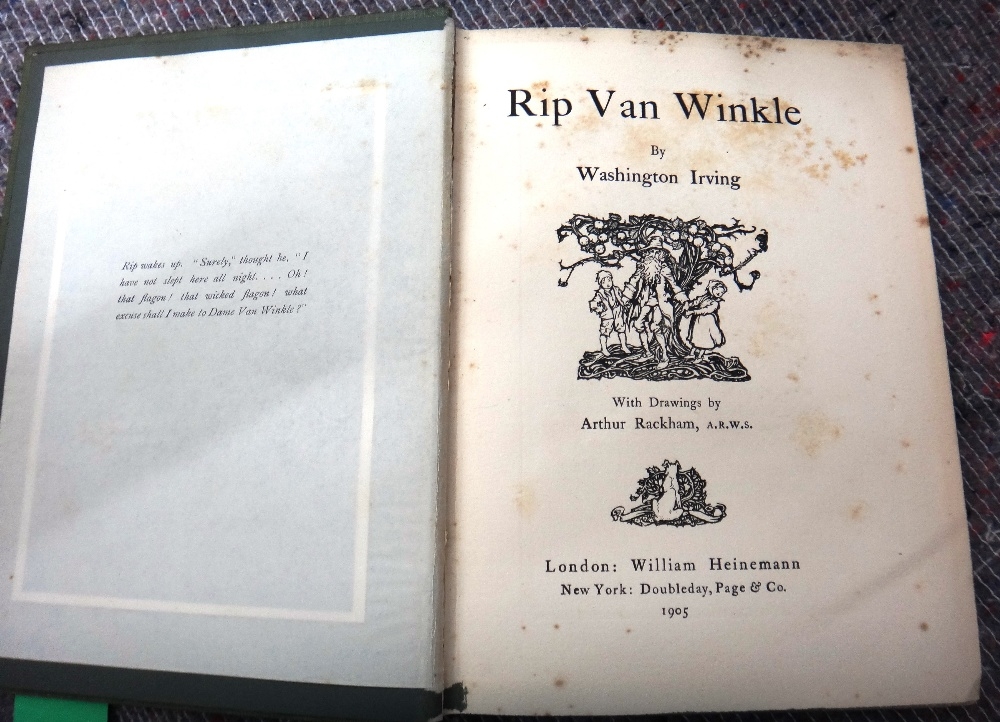 Rip wakes up. "Surely," thought he, "I
have not slept here all night. . . . Oh!
that flagon! that wicked flagon! what
excuse shall I make to Dame Van Winkle?"
Rip Van Winkle
By
Washington Irving
With Drawings by
Arthur Rackham, A.R.W.S.
London: William Heinemann
New York: Doubleday, Page & Co.
1905